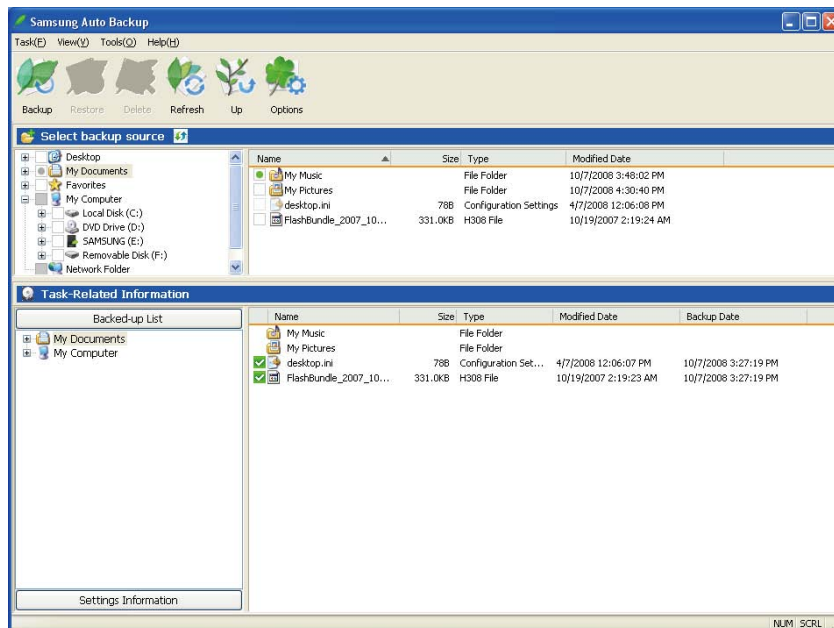 Samsung Auto Backup
Task(F) View(V) Tools(O) Help(H)
Backup Restore Delete Refresh Up Options
Select backup source
Desktop
My Documents
Favorites
My Computer
Local Disk (C:)
DVD Drive (D:)
SAMSUNG (E:)
Removable Disk (F:)
Network Folder
Name Size Type Modified Date
My Music File Folder 10/7/2008 3:48:02 PM
My Pictures File Folder 10/7/2008 4:30:40 PM
desktop.ini 78B Configuration Settings 4/7/2008 12:06:08 PM
FlashBundle_2007_10... 331.0KB H308 File 10/19/2007 2:19:24 AM
Task-Related Information
Backed-up List
My Documents
My Computer
Settings Information
Name Size Type Modified Date Backup Date
My Music File Folder
My Pictures File Folder
desktop.ini 78B Configuration Set... 4/7/2008 12:06:07 PM 10/7/2008 3:27:19 PM
FlashBundle_2007_10... 331.0KB H308 File 10/19/2007 2:19:23 AM 10/7/2008 3:27:19 PM
NUM SCRL